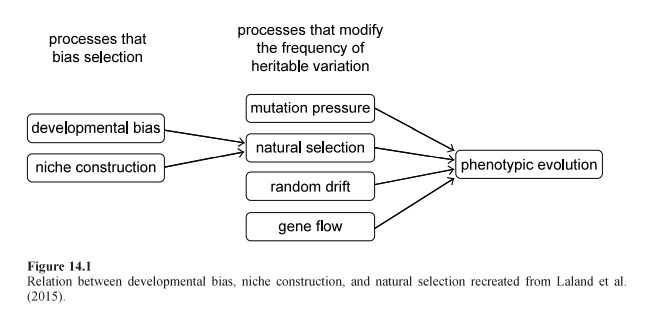 processes that
bias selection
processes that modify
the frequency of
heritable variation
mutation pressure
developmental bias
natural selection
niche construction
phenotypic evolution
random drift
gene flow
Figure 14.1
Relation between developmental bias, niche construction, and natural selection recreated from Laland et al.
(2015).